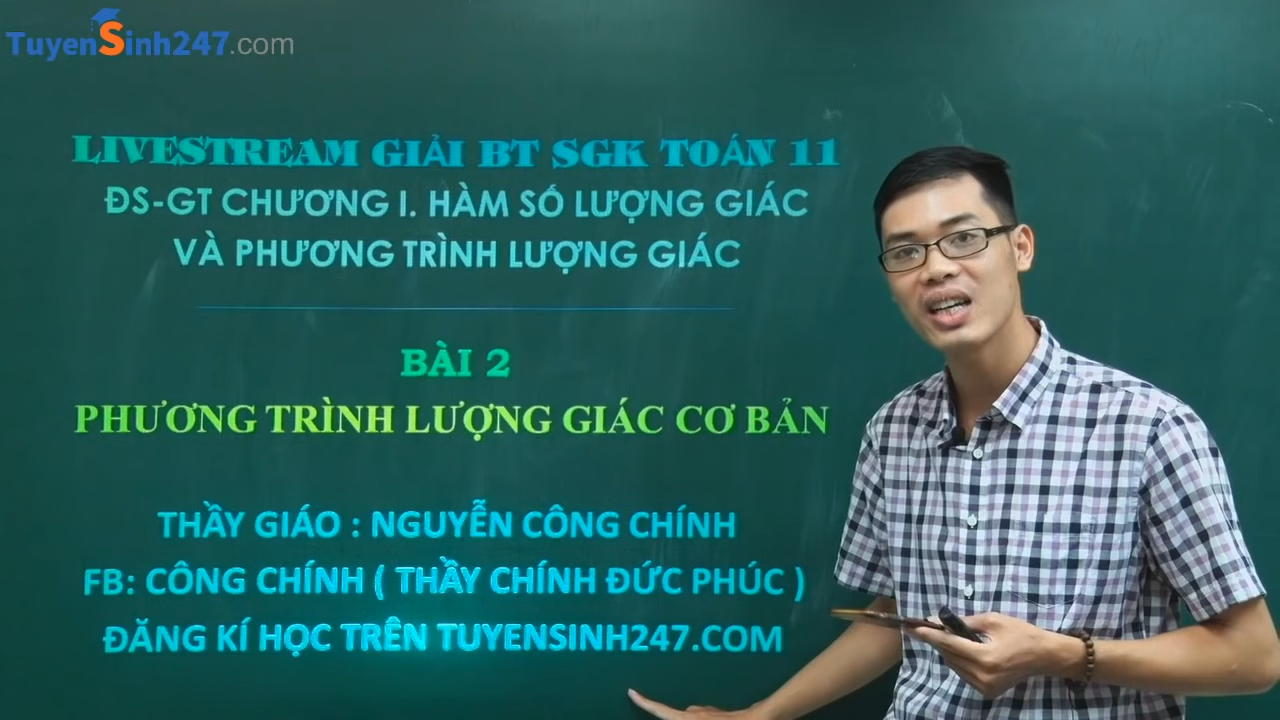 TuyenSinh247.com
LIVESTREAM GIẢI BT SGK TOÁN 11
ĐS-GT CHƯƠNG I. HÀM SỐ LƯỢNG GIÁC
VÀ PHƯƠNG TRÌNH LƯỢNG GIÁC
BÀI 2
PHƯƠNG TRÌNH LƯỢNG GIÁC CƠ BẢN
THẦY GIÁO : NGUYỄN CÔNG CHÍNH
FB: CÔNG CHÍNH ( THẦY CHÍNH ĐỨC PHÚC )
ĐĂNG KÍ HỌC TRÊN TUYENSINH247.COM